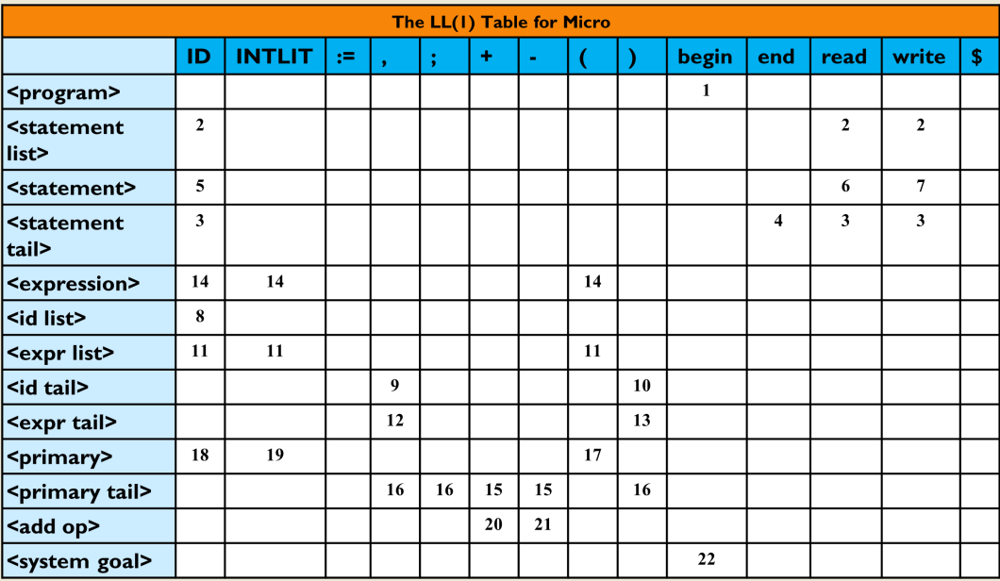 The LL(1) Table for Micro
ID INTLIT := , ; + - ( ) begin end read write $
<program> 1
<statement 2 2 2
list>
<statement> 5 6 7
<statement 3 4 3 3
tail>
<expression> 14 14 14
<id list> 8
<expr list> 11 11 11
<id tail> 9 10
<expr tail> 12 13
<primary> 18 19 17
<primary tail> 16 16 15 15 16
<add op> 20 21
<system goal> 22